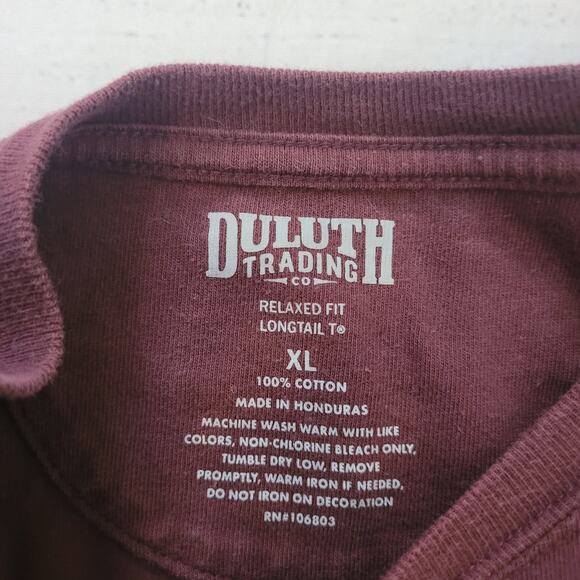 DULUTH
TRADING
CO
RELAXED FIT
LONGTAIL T®
XL
100% COTTON
MADE IN HONDURAS
MACHINE WASH WARM WITH LIKE
COLORS, NON-CHLORINE BLEACH ONLY,
TUMBLE DRY LOW, REMOVE
PROMPTLY, WARM IRON IF NEEDED,
DO NOT IRON ON DECORATION
RN#106803